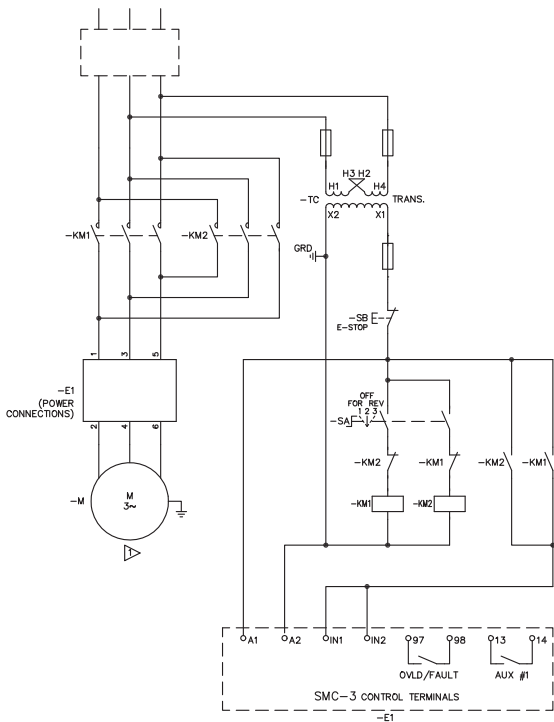 H3 H2
H1 H4
-TC TRANS.
X2 X1
-KM1 -KM2
GRD
-SB
E-STOP
1 3 5
-E1
(POWER
CONNECTIONS)
OFF
FOR REV
1 2 3
-SA
2 4 6
-KM2 -KM1 -KM2 -KM1
-M
M
3~
-KM1 -KM2
1
A1 A2 IN1 IN2 97 98 13 14
OVLD/FAULT AUX #1
SMC-3 CONTROL TERMINALS
-E1